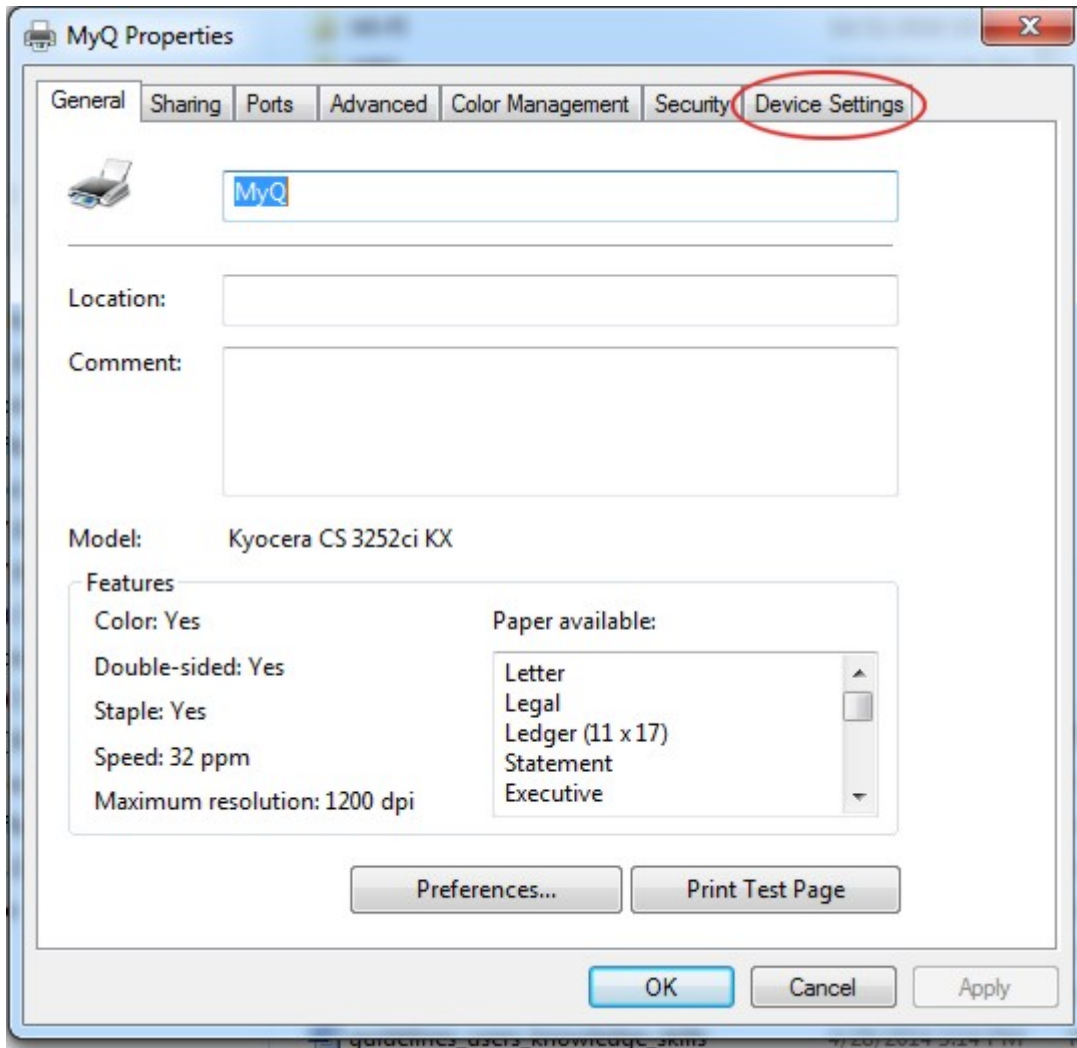 MyQ Properties
General Sharing Ports Advanced Color Management Security Device Settings
MyQ
Location:
Comment:
Model: Kyocera CS 3252ci KX
Features
Color: Yes
Double-sided: Yes
Staple: Yes
Speed: 32 ppm
Maximum resolution: 1200 dpi
Paper available:
Letter
Legal
Ledger (11 x 17)
Statement
Executive
Preferences... Print Test Page
OK Cancel Apply
guidelines_users_knowledge_skills